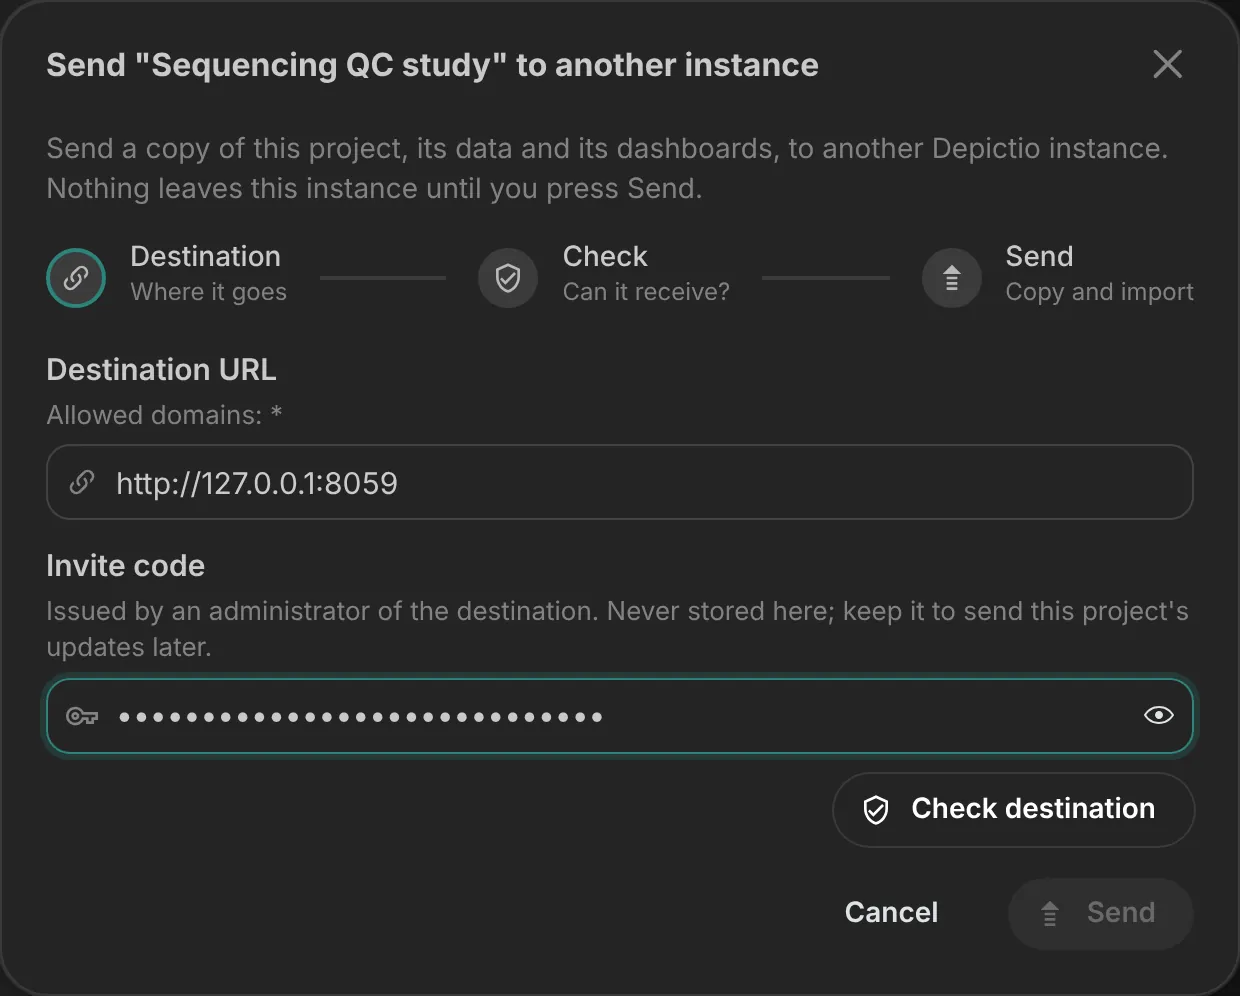 Send "Sequencing QC study" to another instance
Send a copy of this project, its data and its dashboards, to another Depictio instance.
Nothing leaves this instance until you press Send.
Destination
Where it goes
Check
Can it receive?
Send
Copy and import
Destination URL
Allowed domains: *
http://127.0.0.1:8059
Invite code
Issued by an administrator of the destination. Never stored here; keep it to send this project's
updates later.
•••••••••••••••••••••••••••••
Check destination
Cancel
Send